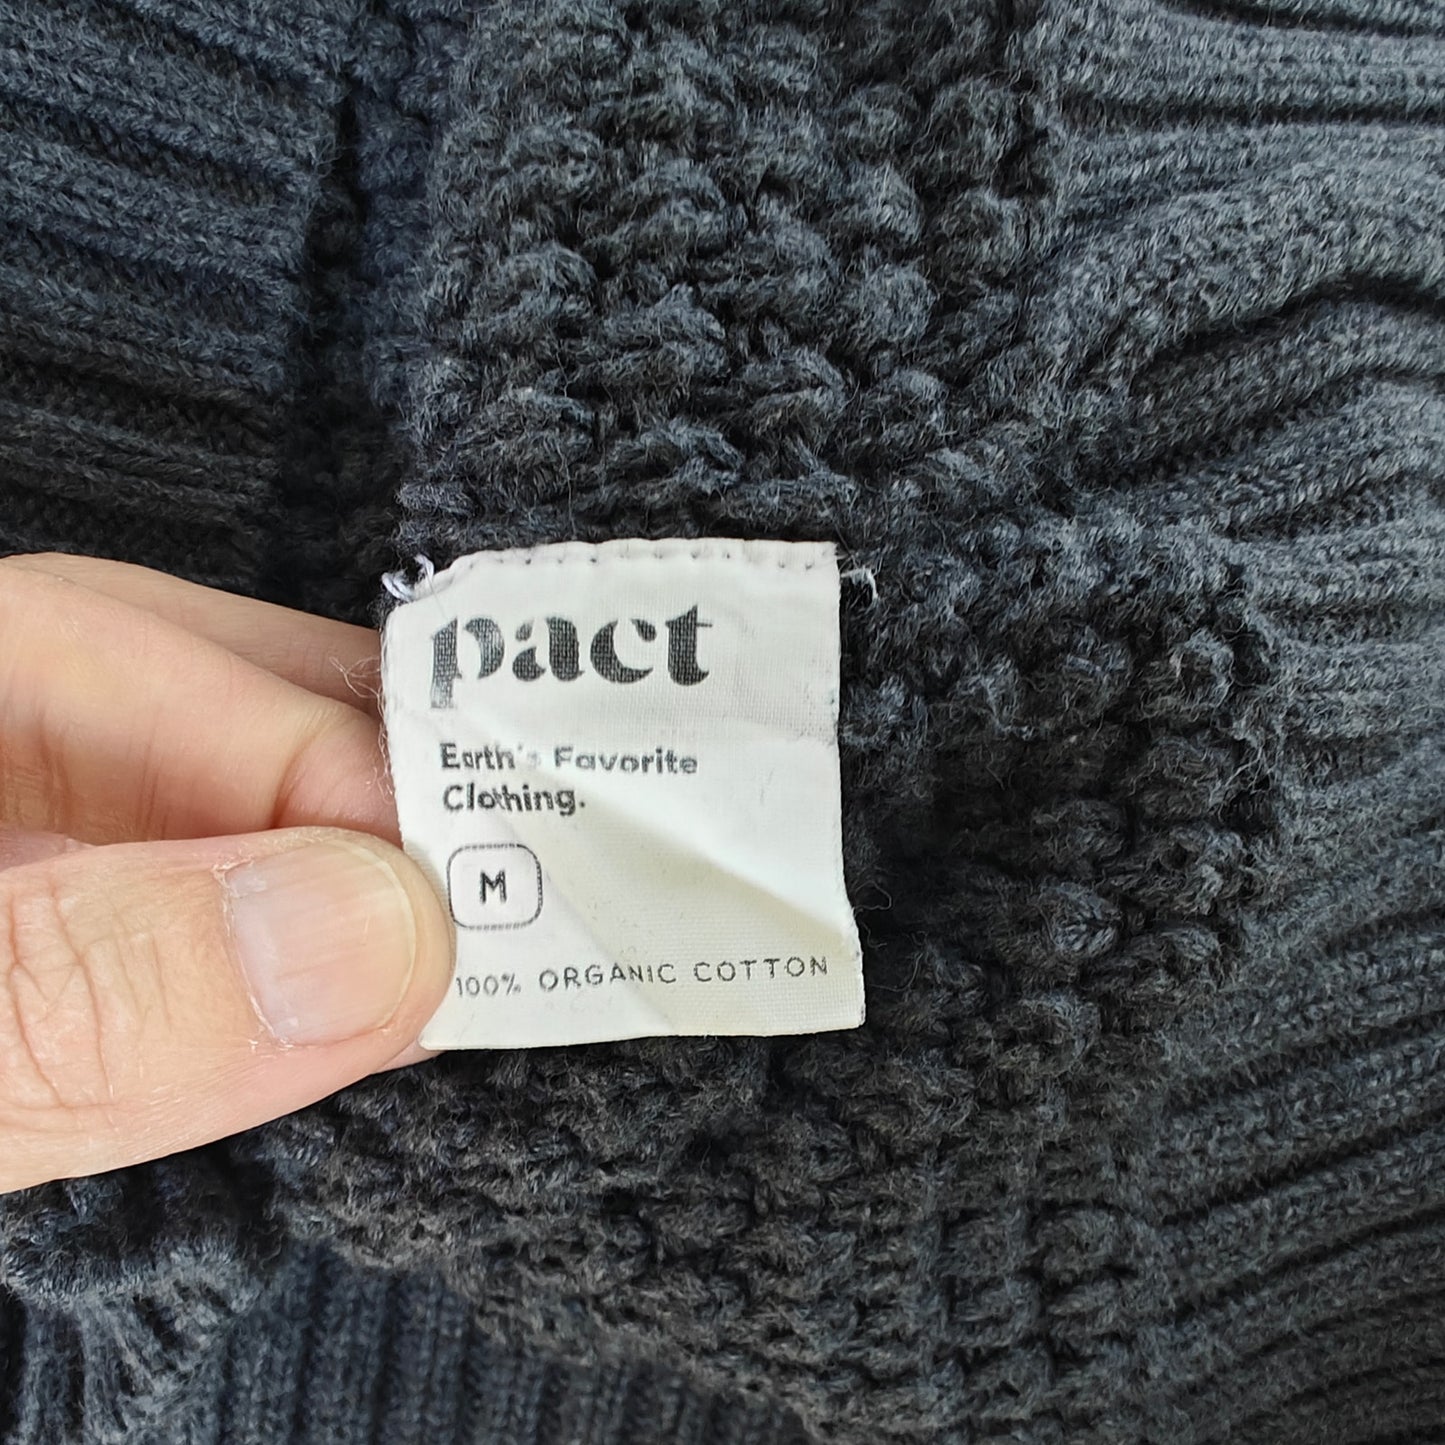 pact
Earth's Favorite
Clothing.
M
100% ORGANIC COTTON